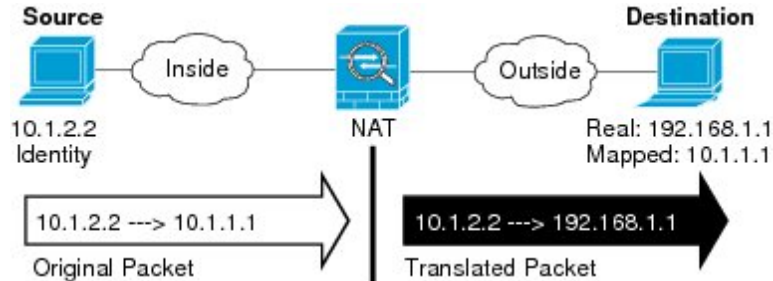 Source
Destination
Inside
Outside
10.1.2.2
Identity
NAT
Real: 192.168.1.1
Mapped: 10.1.1.1
10.1.2.2 ---> 10.1.1.1
10.1.2.2 ---> 192.168.1.1
Original Packet
Translated Packet